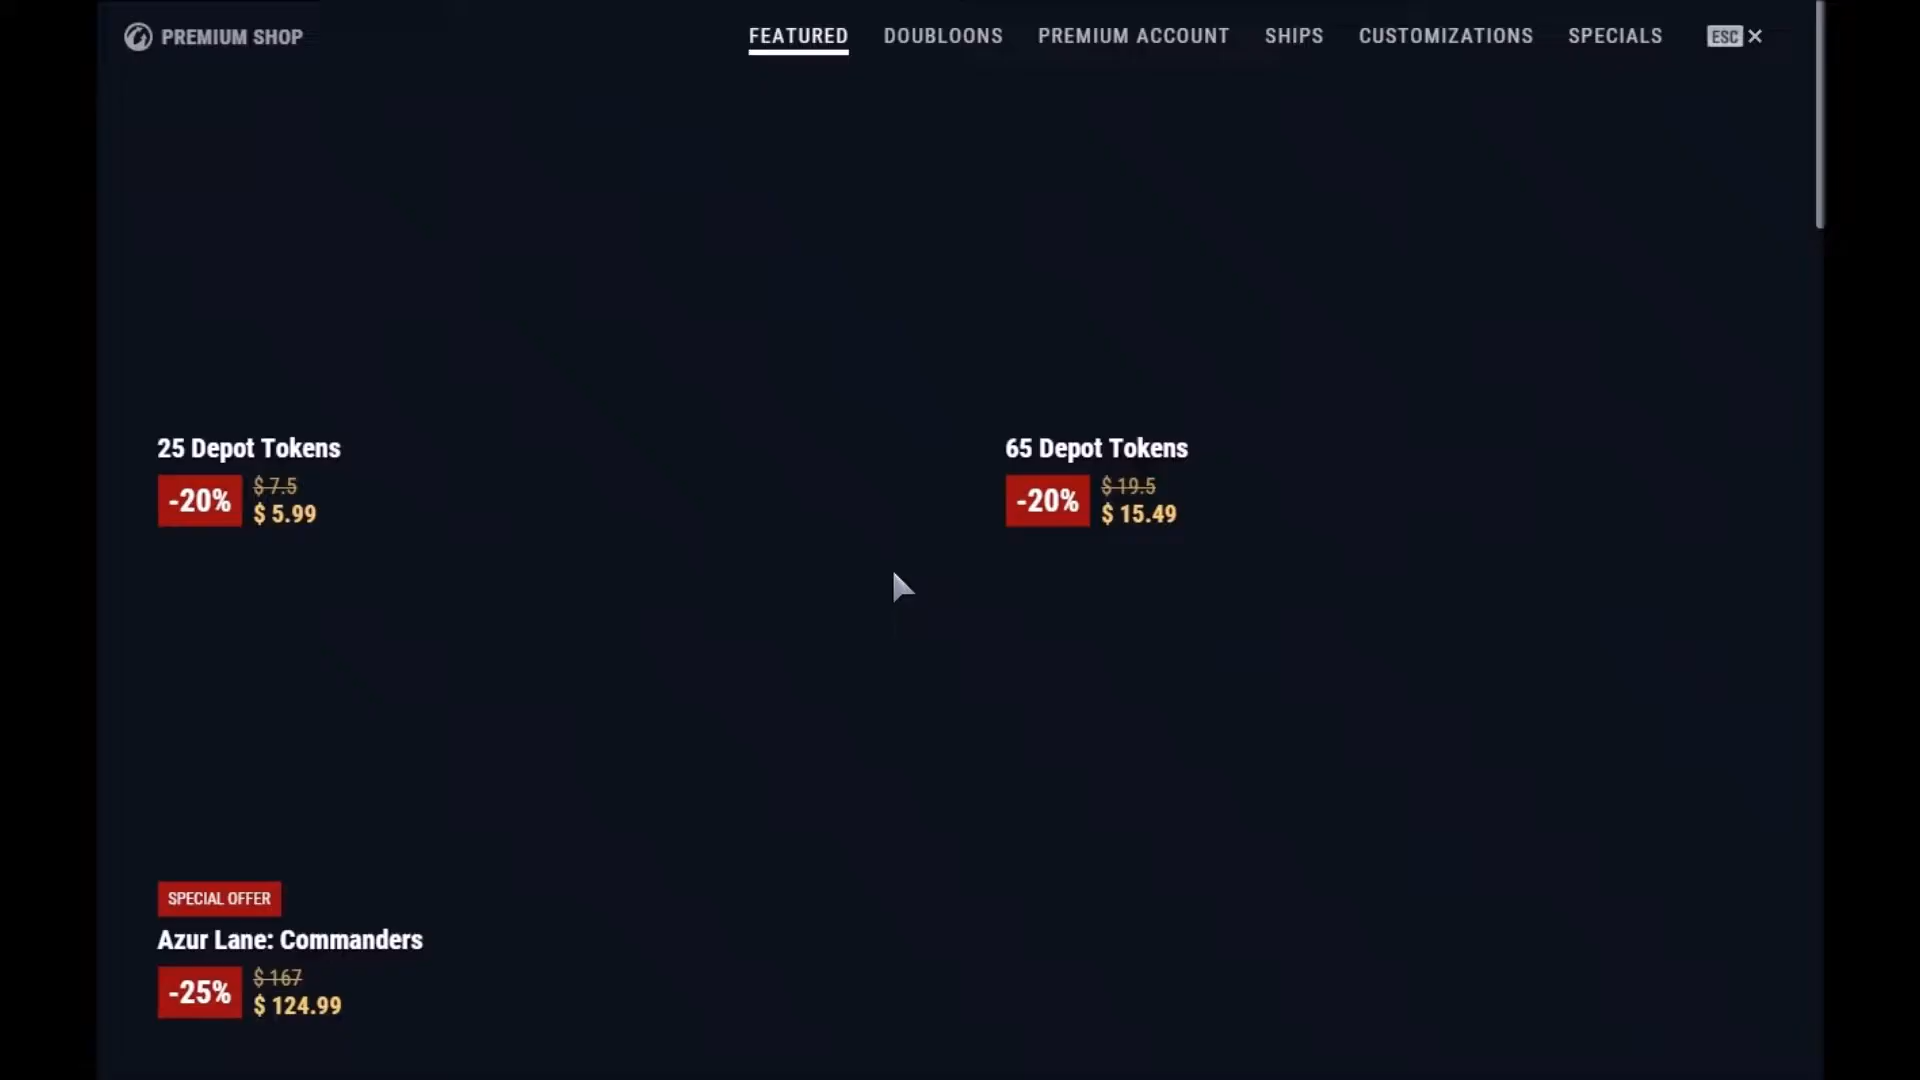 PREMIUM SHOP
FEATURED DOUBLOONS PREMIUM ACCOUNT SHIPS CUSTOMIZATIONS SPECIALS ESC ×
25 Depot Tokens
-20% $ 7.5
$ 5.99
65 Depot Tokens
-20% $ 19.5
$ 15.49
SPECIAL OFFER
Azur Lane: Commanders
-25% $ 167
$ 124.99